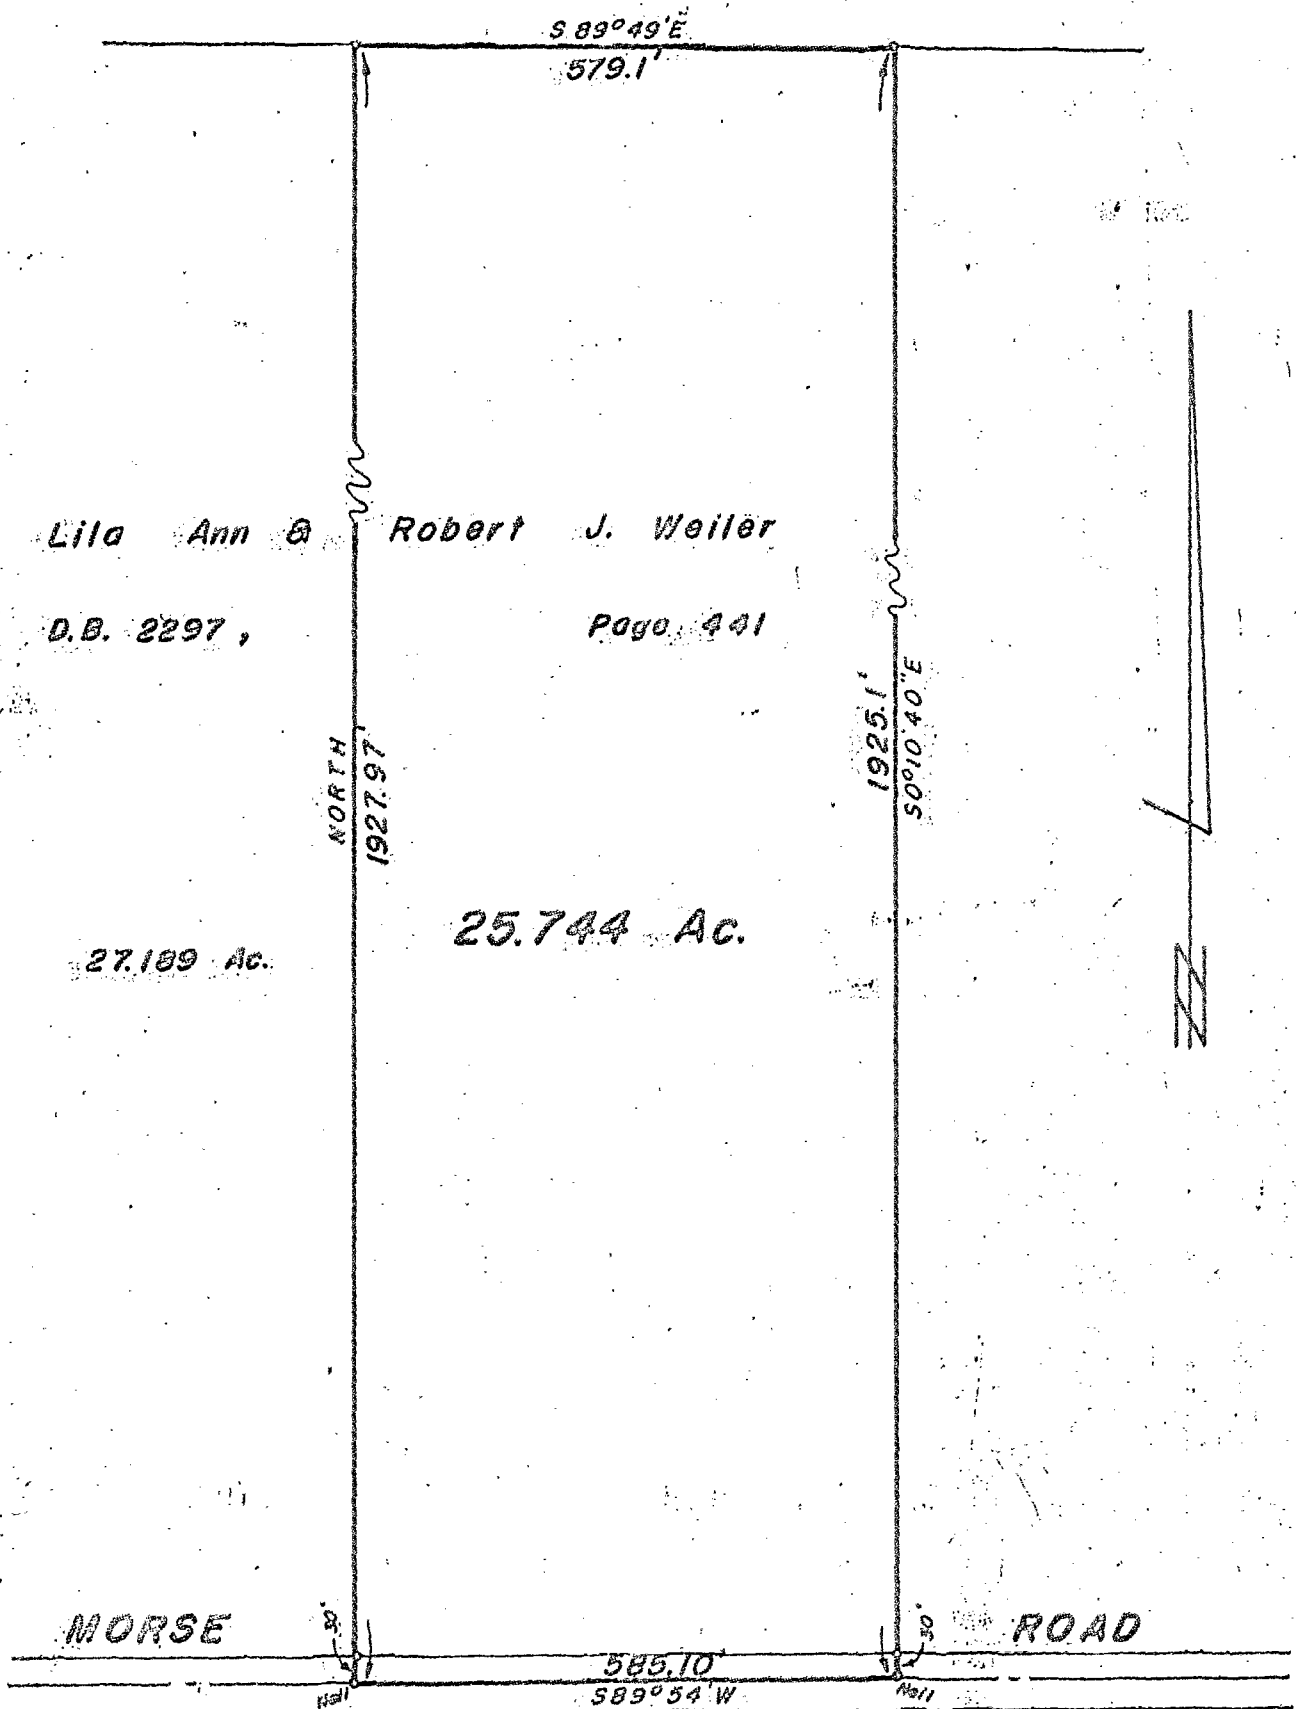 S 89°49'E
579.1'
Lila Ann & Robert J. Weiler
D.B. 2297, Page 441
NORTH
1927.97'
1925.1'
S0°10'40"E
25.744 Ac.
27.189 Ac.
N
MORSE ROAD
30'
30'
585.10'
S89°54'W
Nail
Nail